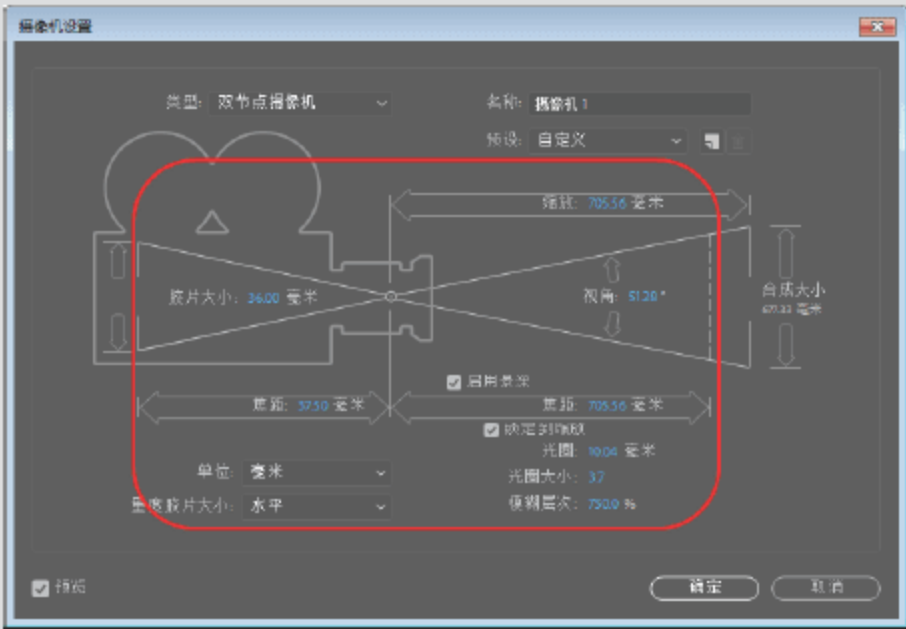 摄像机设置
类型: 双节点摄像机
名称: 摄像机 1
预设: 自定义
缩放: 705.56 毫米
胶片大小: 36.00 毫米
视角: 51.28°
合成大小
677.33 毫米
启用景深
焦距: 37.50 毫米
焦距: 705.56 毫米
锁定到缩放
光圈: 10.04 毫米
单位: 毫米
光圈大小: 3.7
量度胶片大小: 水平
模糊层次: 750.0 %
预览
确定
取消